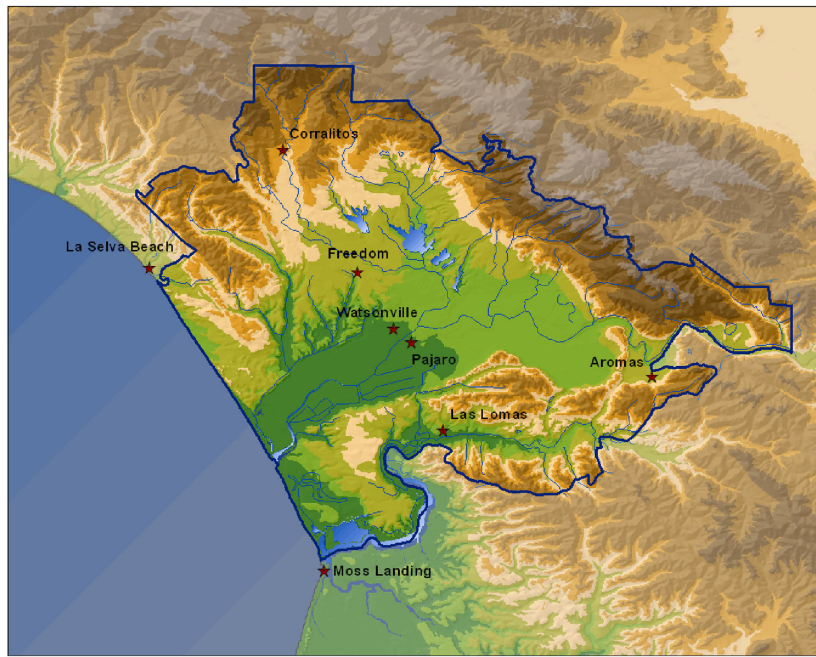 Corralitos
La Selva Beach
Freedom
Watsonville
Pajaro
Aromas
Las Lomas
Moss Landing